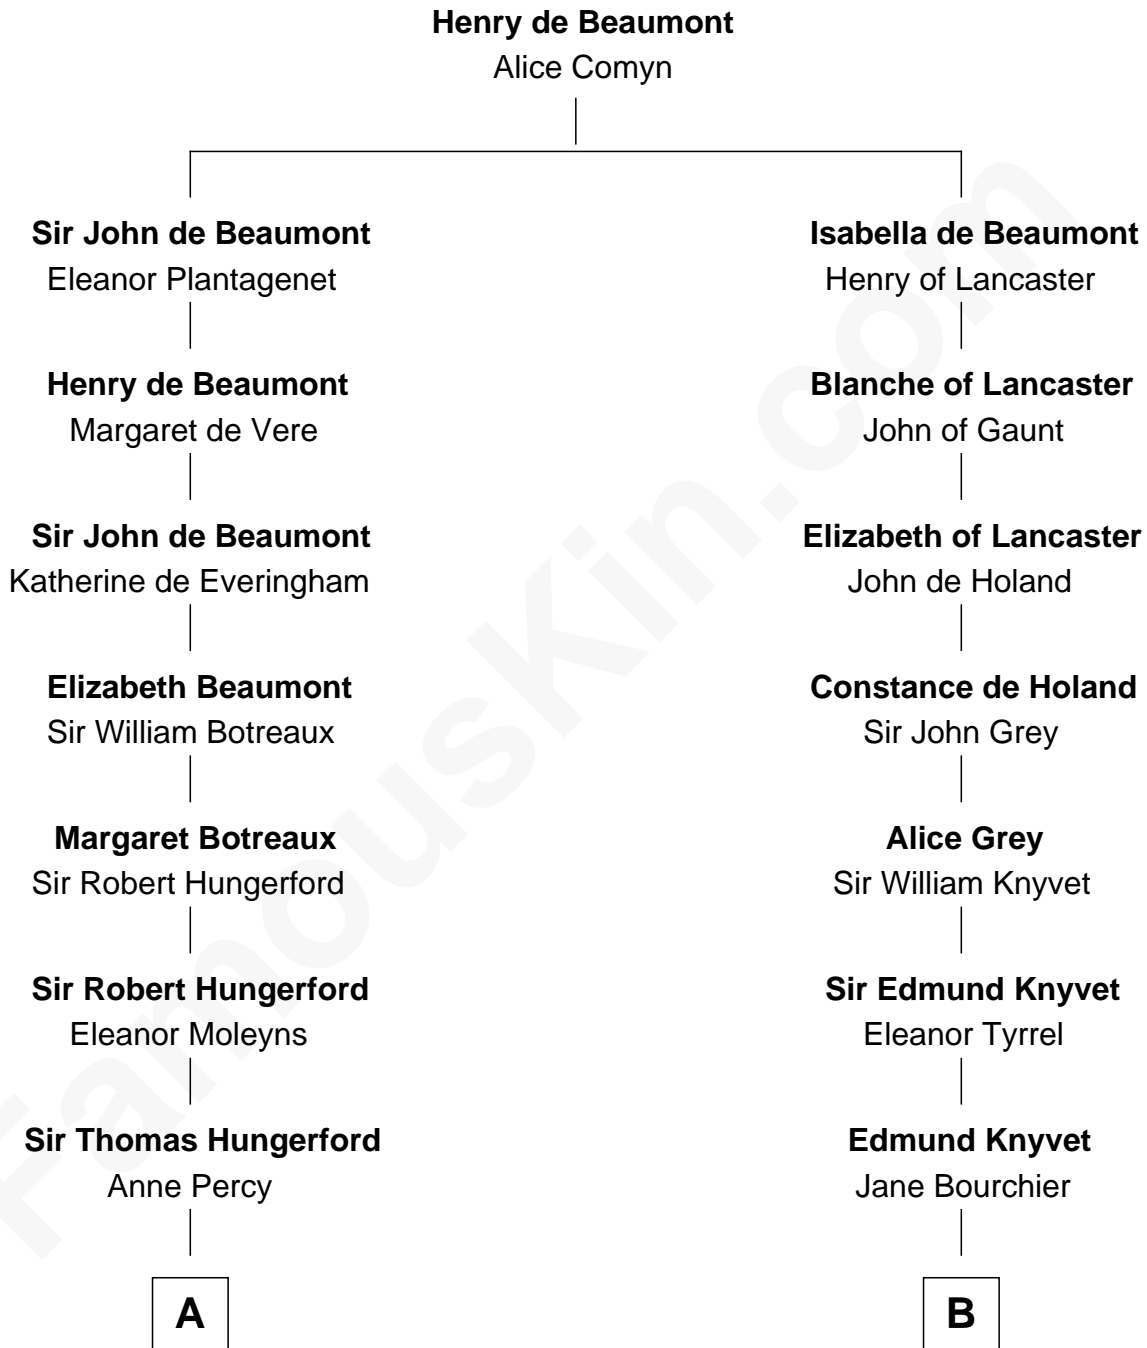 Henry de Beaumont
Alice Comyn
Sir John de Beaumont
Eleanor Plantagenet
Henry de Beaumont
Margaret de Vere
Sir John de Beaumont
Katherine de Everingham
Elizabeth Beaumont
Sir William Botreaux
Margaret Botreaux
Sir Robert Hungerford
Sir Robert Hungerford
Eleanor Moleyns
Sir Thomas Hungerford
Anne Percy
A
Isabella de Beaumont
Henry of Lancaster
Blanche of Lancaster
John of Gaunt
Elizabeth of Lancaster
John de Holand
Constance de Holand
Sir John Grey
Alice Grey
Sir William Knyvet
Sir Edmund Knyvet
Eleanor Tyrrel
Edmund Knyvet
Jane Bourchier
B
FamousKin.com